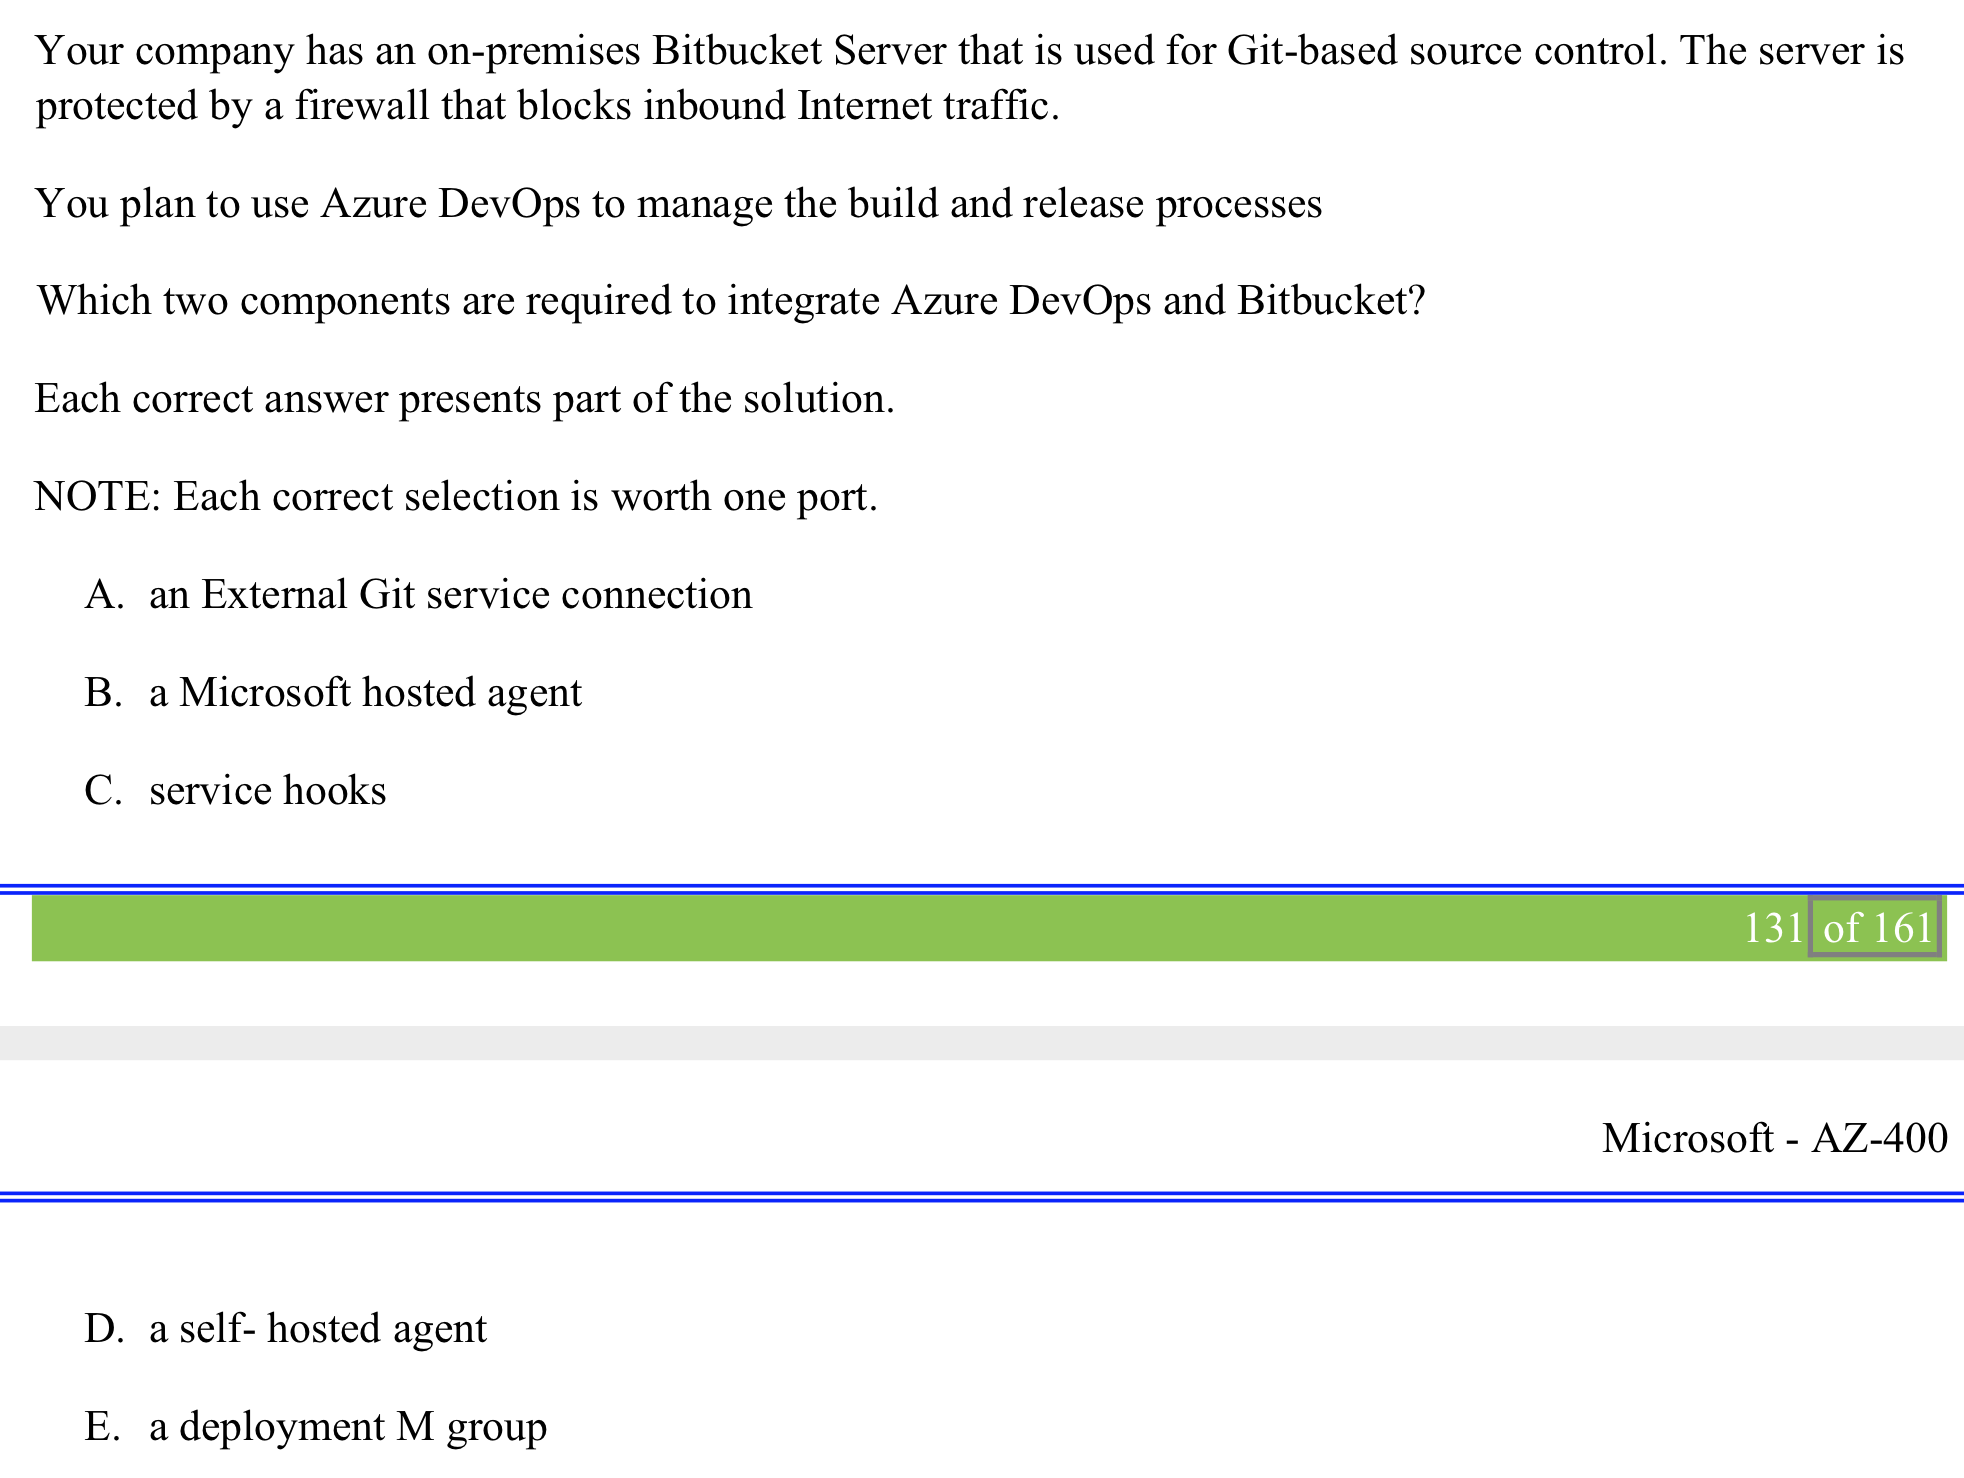 Your company has an on-premises Bitbucket Server that is used for Git-based source control. The server is
protected by a firewall that blocks inbound Internet traffic.
You plan to use Azure DevOps to manage the build and release processes
Which two components are required to integrate Azure DevOps and Bitbucket?
Each correct answer presents part of the solution.
NOTE: Each correct selection is worth one port.
A. an External Git service connection
B. a Microsoft hosted agent
C. service hooks
131 of 161
Microsoft - AZ-400
D. a self- hosted agent
E. a deployment M group